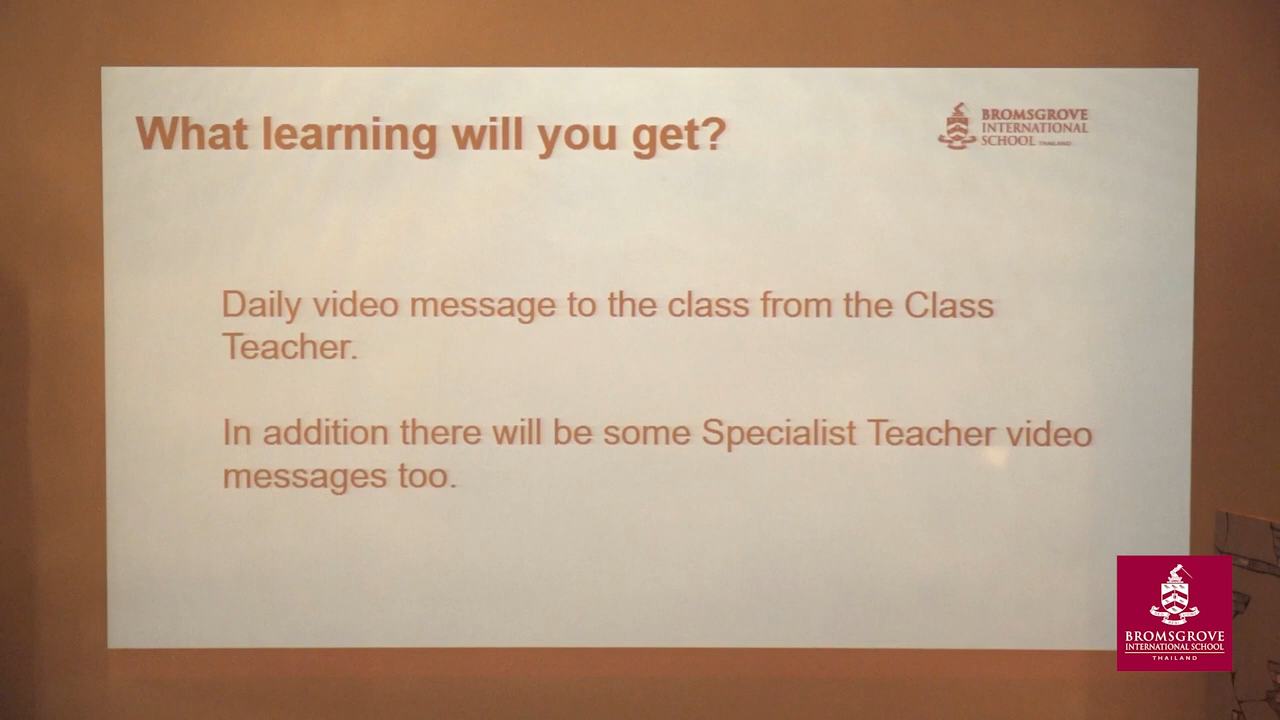 What learning will you get?
BROMSGROVE
INTERNATIONAL
SCHOOL THAILAND
Daily video message to the class from the Class
Teacher.
In addition there will be some Specialist Teacher video
messages too.
BROMSGROVE
INTERNATIONAL SCHOOL
THAILAND